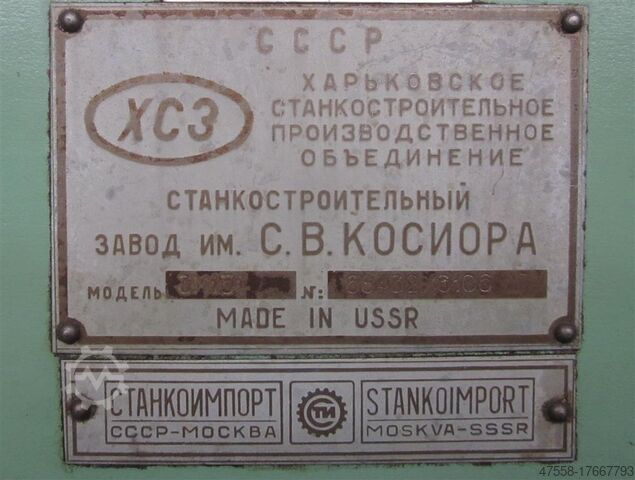 СССР
ХСЗ
ХАРЬКОВСКОЕ
СТАНКОСТРОИТЕЛЬНОЕ
ПРОИЗВОДСТВЕННОЕ
ОБЪЕДИНЕНИЕ
СТАНКОСТРОИТЕЛЬНЫЙ
ЗАВОД ИМ. С.В.КОСИОРА
МОДЕЛЬ №:
MADE IN USSR
СТАНКОИМПОРТ
СССР-МОСКВА
СТИ
STANKOIMPORT
MOSKVA-SSSR
47558-17667793